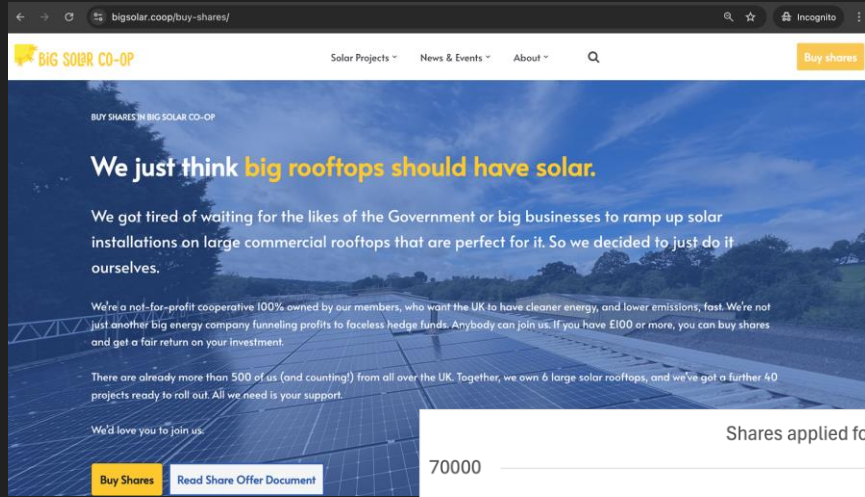 bigsolar.coop/buy-shares/
Incognito
BIG SOLAR CO-OP
Solar Projects
News & Events
About
Buy shares
BUY SHARES IN BIG SOLAR CO-OP
We just think big rooftops should have solar.
We got tired of waiting for the likes of the Government or big businesses to ramp up solar
installations on large commercial rooftops that are perfect for it. So we decided to just do it
ourselves.
We're a not-for-profit cooperative 100% owned by our members, who want the UK to have cleaner energy, and lower emissions, fast. We're not
just another big energy company funneling profits to faceless hedge funds. Anybody can join us. If you have £100 or more, you can buy shares
and get a fair return on your investment.
There are already more than 500 of us (and counting!) from all over the UK. Together, we own 6 large solar rooftops, and we've got a further 40
projects ready to roll out. All we need is your support.
We'd love you to join us.
Buy Shares
Read Share Offer Document
Shares applied fo
70000